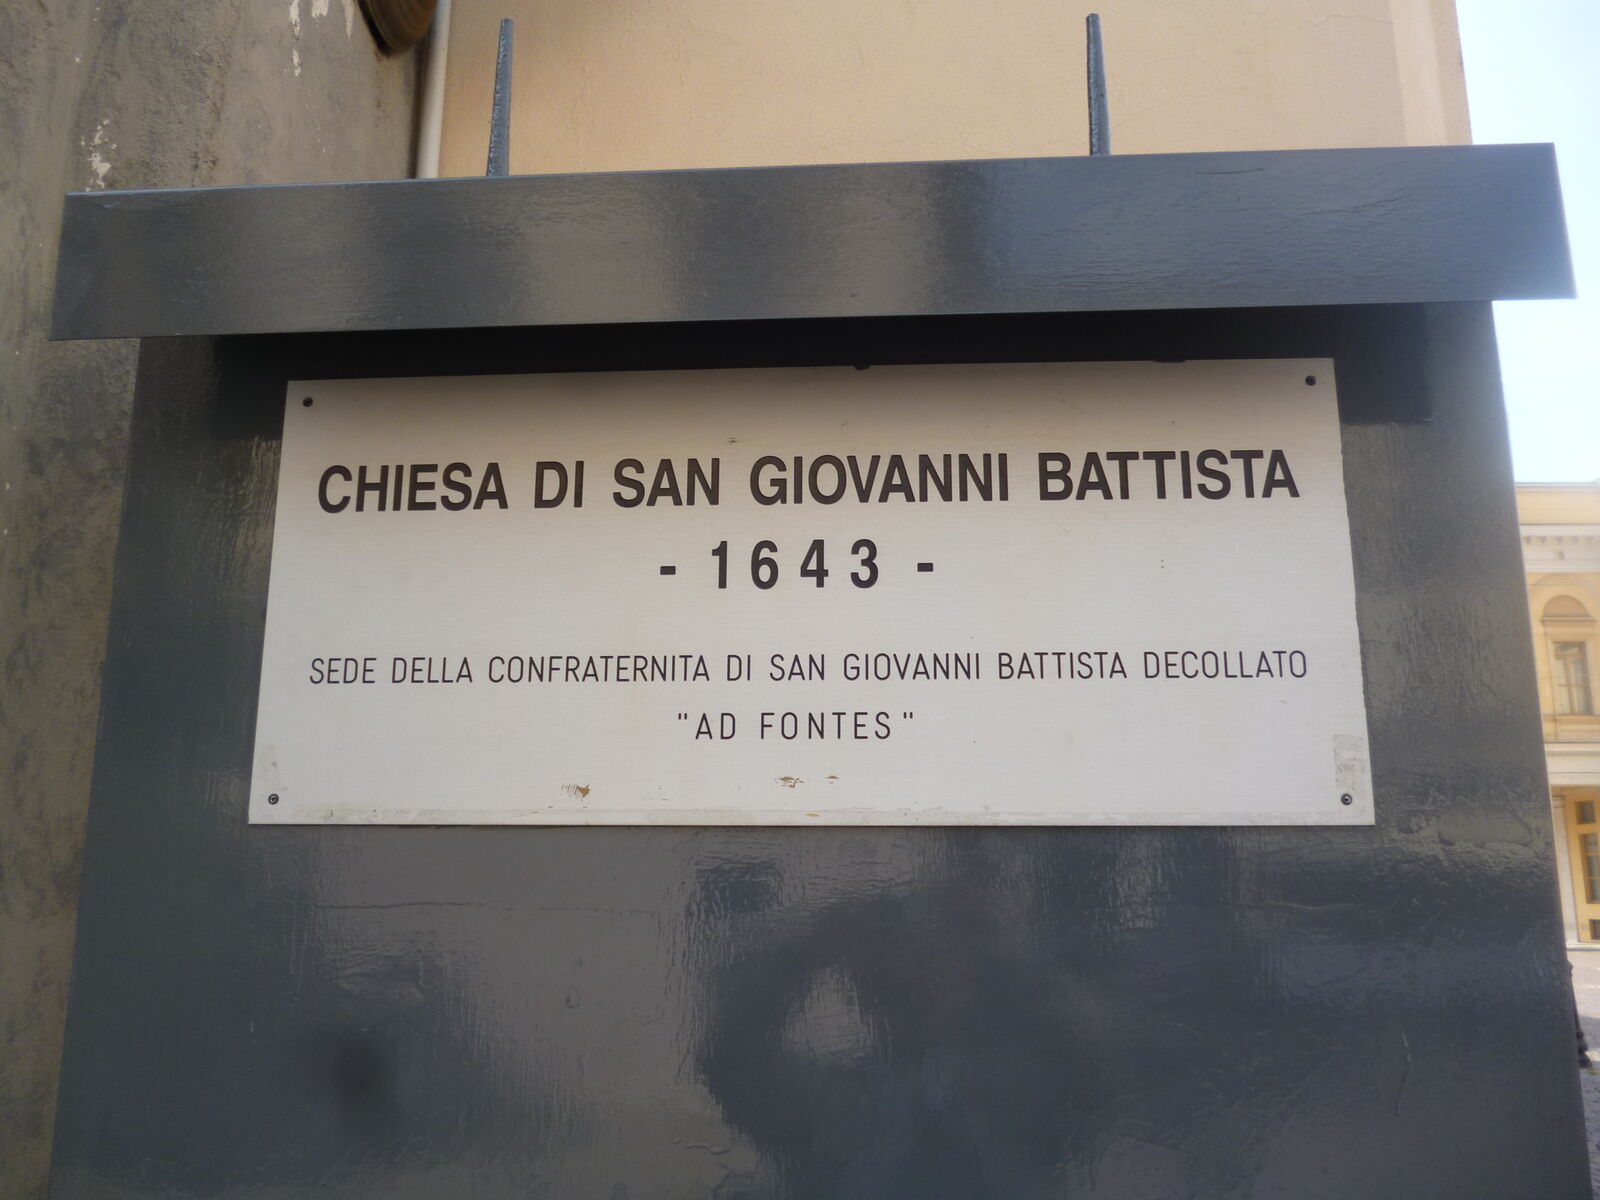 CHIESA DI SAN GIOVANNI BATTISTA
- 1643 -
SEDE DELLA CONFRATERNITA DI SAN GIOVANNI BATTISTA DECOLLATO
"AD FONTES"